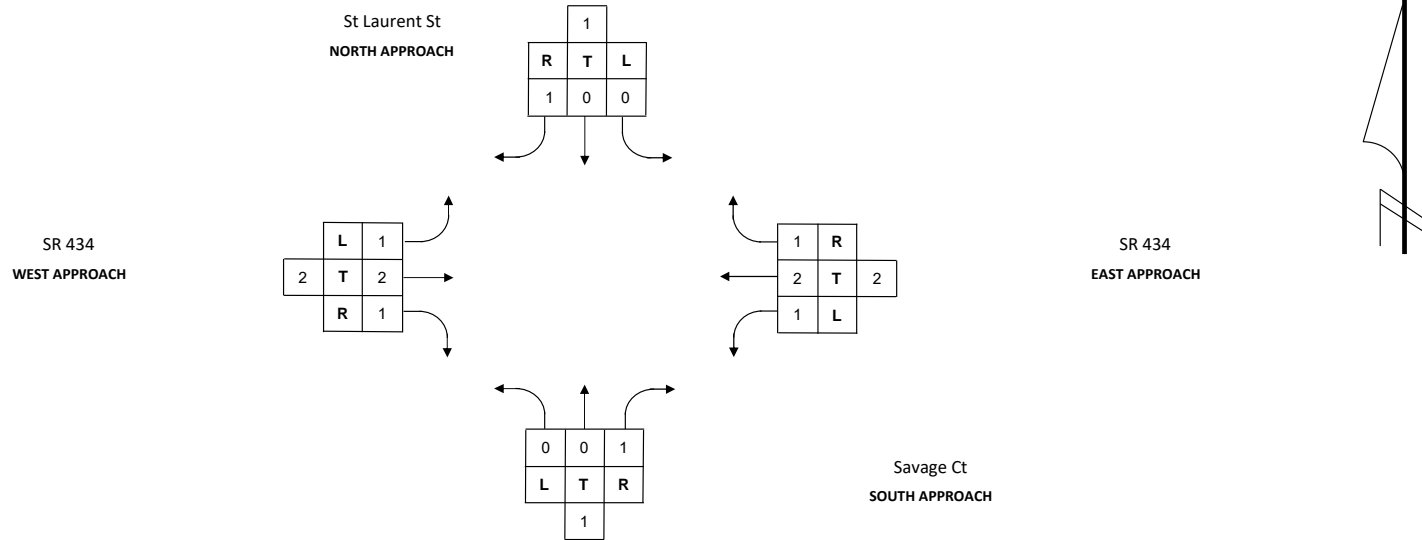 St Laurent St
NORTH APPROACH
1
R T L
1 0 0
SR 434
WEST APPROACH
L 1
2 T 2
R 1
1 R
2 T 2
1 L
SR 434
EAST APPROACH
0 0 1
L T R
1
Savage Ct
SOUTH APPROACH